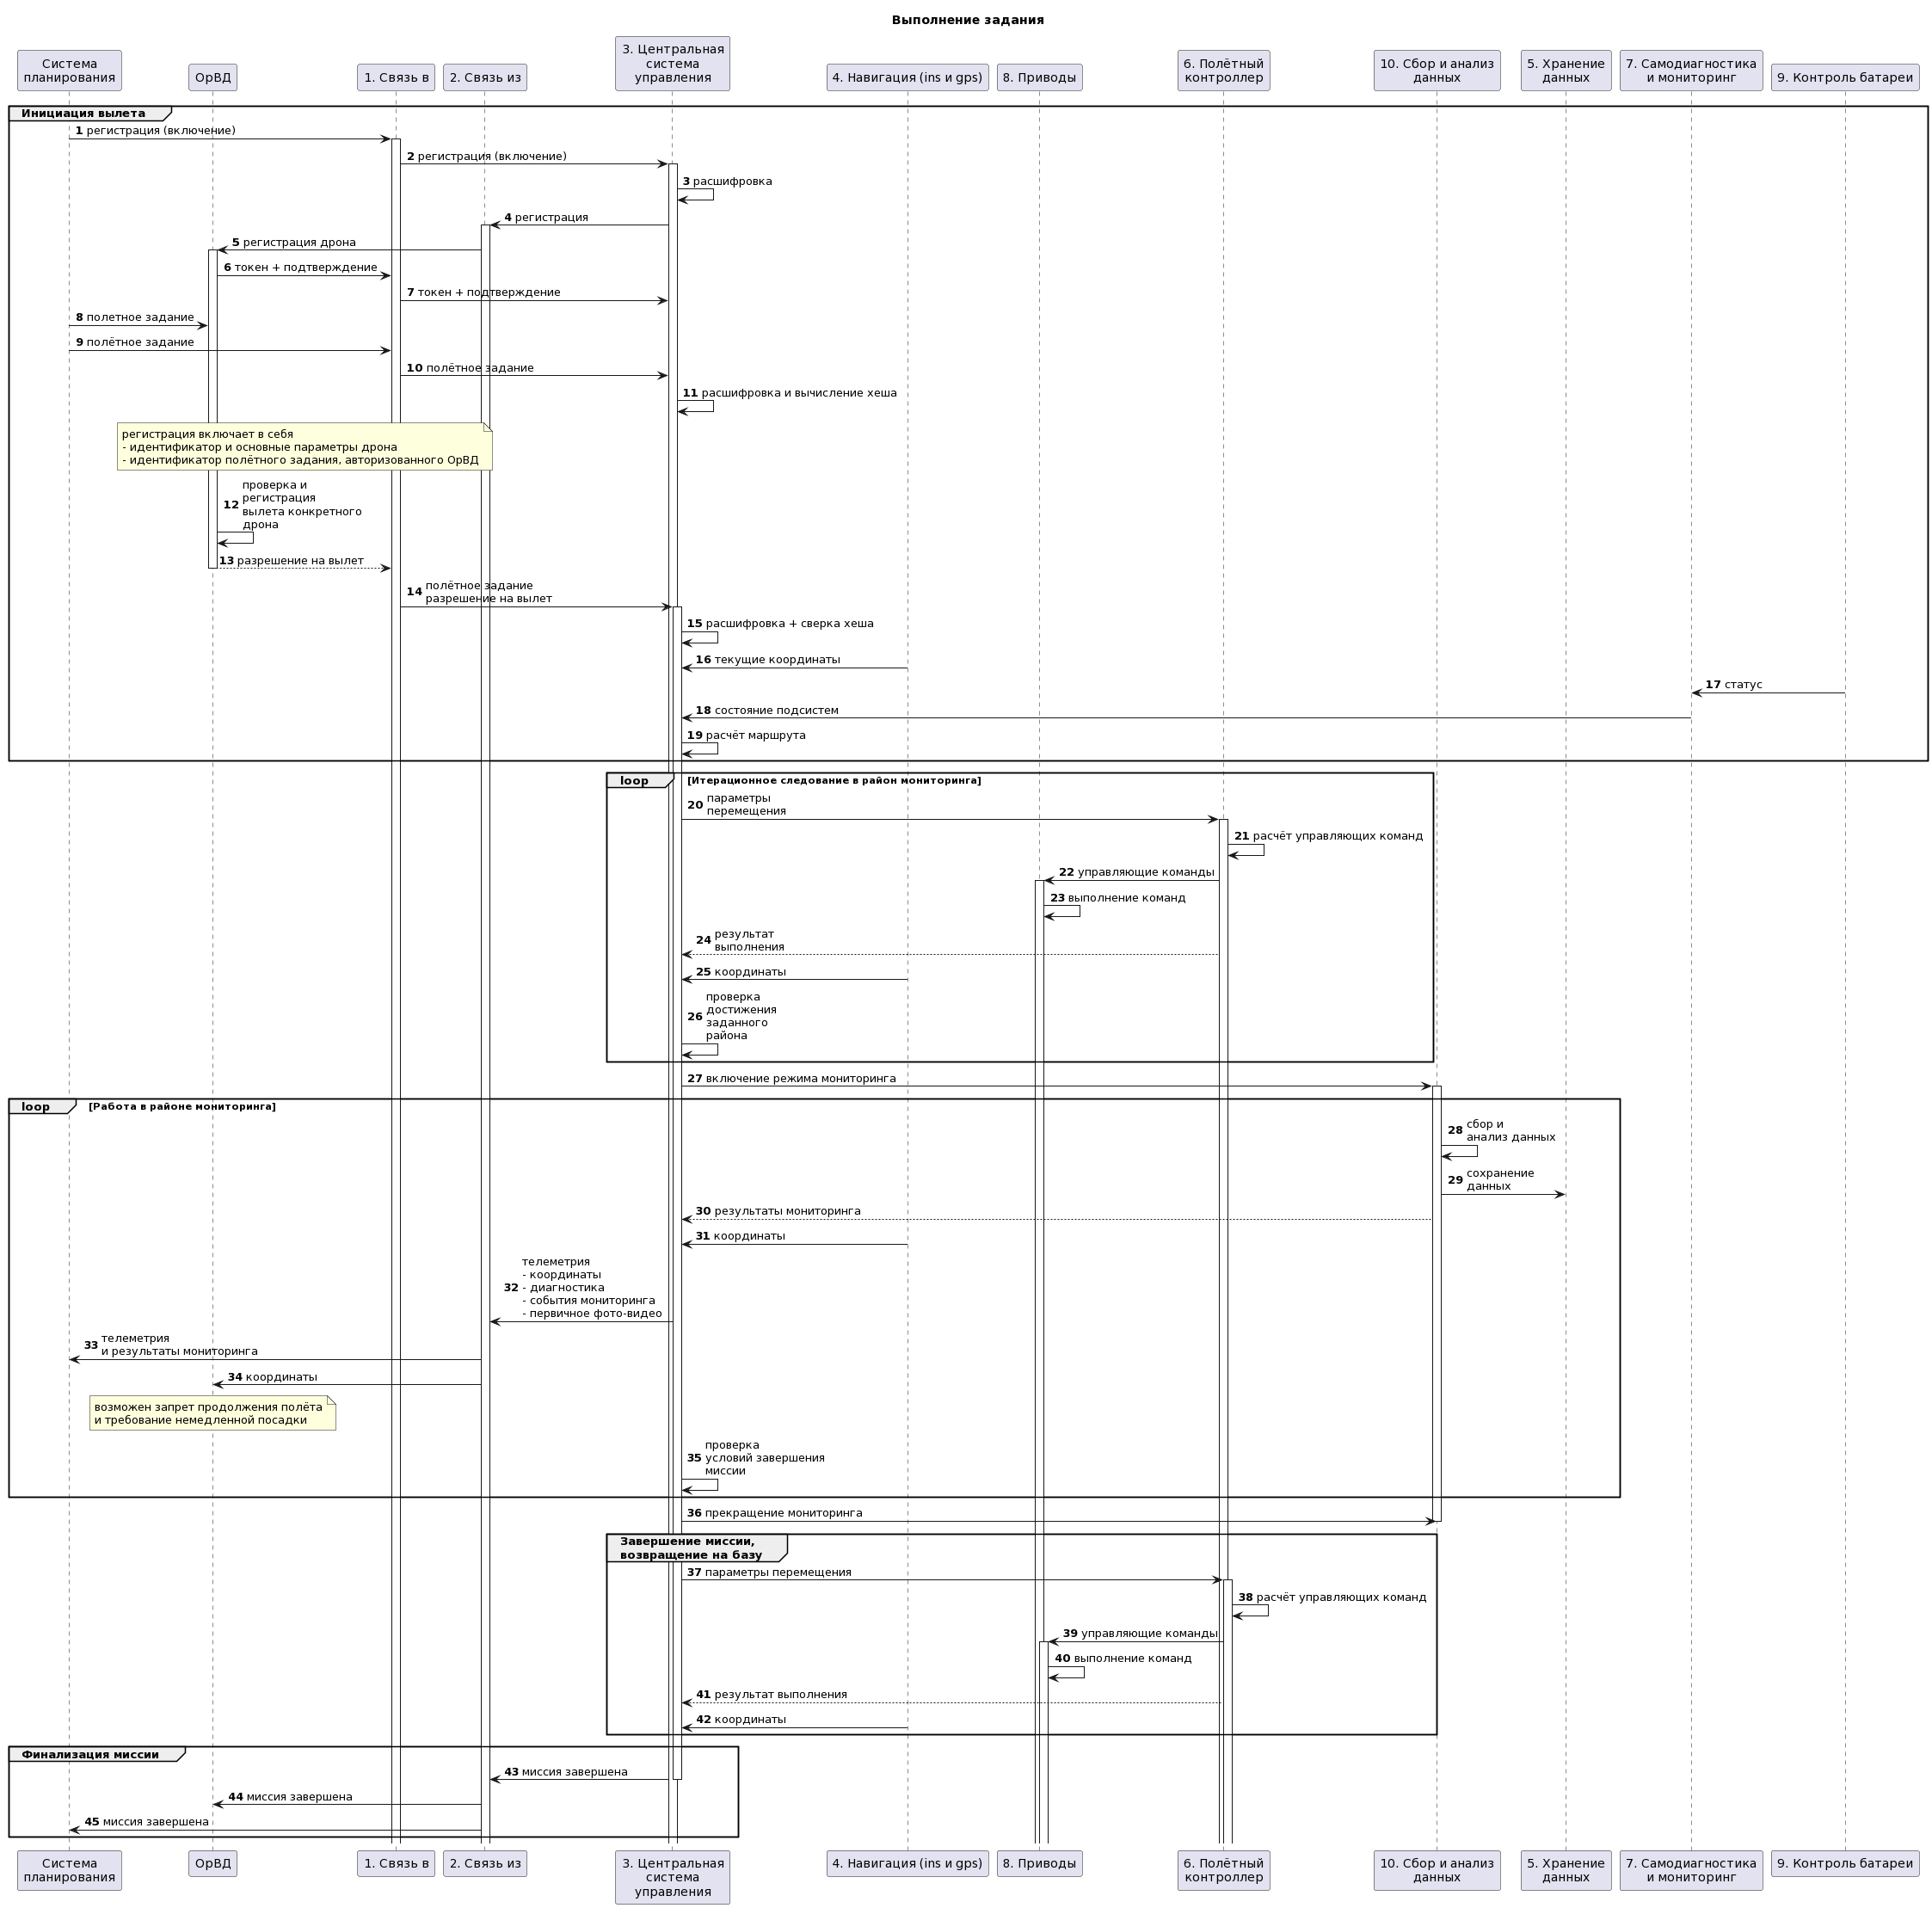 Выполнение задания
Система
планирования
ОрВД
1. Связь в
2. Связь из
3. Центральная
система
управления
4. Навигация (ins и gps)
8. Приводы
6. Полётный
контроллер
10. Сбор и анализ
данных
5. Хранение
данных
7. Самодиагностика
и мониторинг
9. Контроль батареи
Инициация вылета
1 регистрация (включение)
2 регистрация (включение)
3 расшифровка
4 регистрация
5 регистрация дрона
6 токен + подтверждение
7 токен + подтверждение
8 полетное задание
9 полётное задание
10 полётное задание
11 расшифровка и вычисление хеша
регистрация включает в себя
- идентификатор и основные параметры дрона
- идентификатор полётного задания, авторизованного ОрВД
12 проверка и
регистрация
вылета конкретного
дрона
13 разрешение на вылет
14 полётное задание
разрешение на вылет
15 расшифровка + сверка хеша
16 текущие координаты
17 статус
18 состояние подсистем
19 расчёт маршрута
loop [Итерационное следование в район мониторинга]
20 параметры
перемещения
21 расчёт управляющих команд
22 управляющие команды
23 выполнение команд
24 результат
выполнения
25 координаты
26 проверка
достижения
заданного
района
27 включение режима мониторинга
loop [Работа в районе мониторинга]
28 сбор и
анализ данных
29 сохранение
данных
30 результаты мониторинга
31 координаты
32 телеметрия
- координаты
- диагностика
- события мониторинга
- первичное фото-видео
33 телеметрия
и результаты мониторинга
34 координаты
возможен запрет продолжения полёта
и требование немедленной посадки
35 проверка
условий завершения
миссии
36 прекращение мониторинга
Завершение миссии,
возвращение на базу
37 параметры перемещения
38 расчёт управляющих команд
39 управляющие команды
40 выполнение команд
41 результат выполнения
42 координаты
Финализация миссии
43 миссия завершена
44 миссия завершена
45 миссия завершена
Система
планирования
ОрВД
1. Связь в
2. Связь из
3. Центральная
система
управления
4. Навигация (ins и gps)
8. Приводы
6. Полётный
контроллер
10. Сбор и анализ
данных
5. Хранение
данных
7. Самодиагностика
и мониторинг
9. Контроль батареи